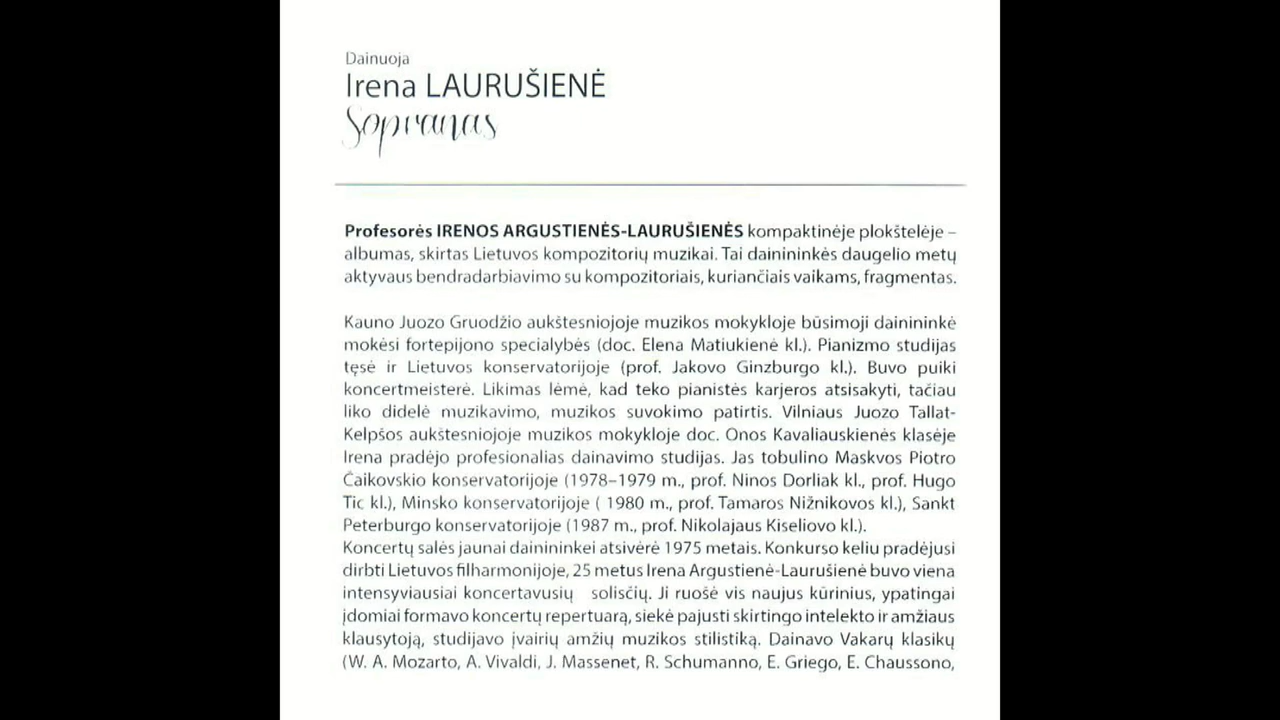 Dainuoja
Irena LAURUŠIENĖ
Sopranas
Profesorės IRENOS ARGUSTIENĖS-LAURUŠIENĖS kompaktinėje plokštelėje –
albumas, skirtas Lietuvos kompozitorių muzikai. Tai dainininkės daugelio metų
aktyvaus bendradarbiavimo su kompozitoriais, kuriančiais vaikams, fragmentas.
Kauno Juozo Gruodžio aukštesniojoje muzikos mokykloje būsimoji dainininkė
mokėsi fortepijono specialybės (doc. Elena Matiukienė kl.). Pianizmo studijas
tęsė ir Lietuvos konservatorijoje (prof. Jakovo Ginzburgo kl.). Buvo puiki
koncertmeisterė. Likimas lėmė, kad teko pianistės karjeros atsisakyti, tačiau
liko didelė muzikavimo, muzikos suvokimo patirtis. Vilniaus Juozo Tallat-
Kelpšos aukštesniojoje muzikos mokykloje doc. Onos Kavaliauskienės klasėje
Irena pradėjo profesionalias dainavimo studijas. Jas tobulino Maskvos Piotro
Čaikovskio konservatorijoje (1978–1979 m., prof. Ninos Dorliak kl., prof. Hugo
Tic kl.), Minsko konservatorijoje ( 1980 m., prof. Tamaros Nižnikovos kl.), Sankt
Peterburgo konservatorijoje (1987 m., prof. Nikolajaus Kiseliovo kl.).
Koncertų salės jaunai dainininkei atsivėrė 1975 metais. Konkurso keliu pradėjusi
dirbti Lietuvos filharmonijoje, 25 metus Irena Argustienė-Laurušienė buvo viena
intensyviausiai koncertavusių solisčių. Ji ruošė vis naujus kūrinius, ypatingai
įdomiai formavo koncertų repertuarą, siekė pajusti skirtingo intelekto ir amžiaus
klausytoją, studijavo įvairių amžių muzikos stilistiką. Dainavo Vakarų klasikų
(W. A. Mozarto, A. Vivaldi, J. Massenet, R. Schumanno, E. Griego, E. Chaussono,